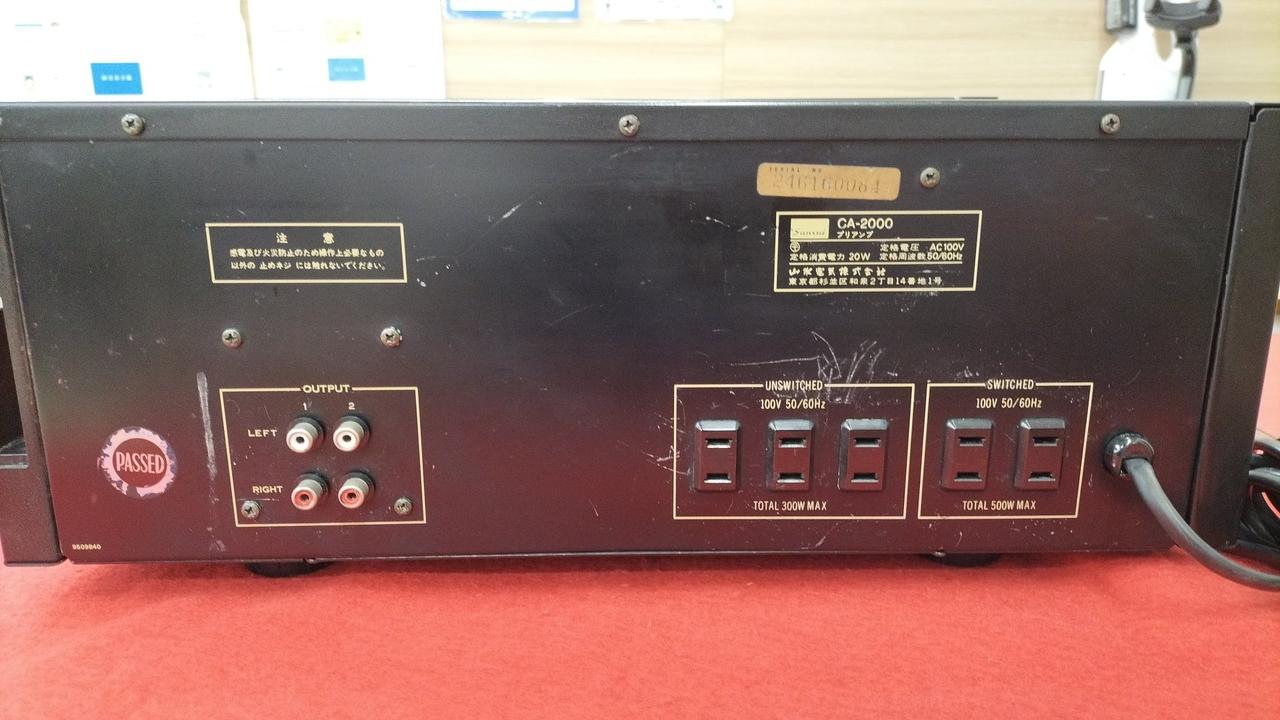 SERIAL NO.
246160084
Sansui
CA-2000
プリアンプ
定格電圧 AC100V
定格消費電力 20W 定格周波数 50/60Hz
山水電気株式会社
東京都杉並区和泉2丁目14番地1号
注 意
感電及び火災防止のため操作上必要なもの
以外の 止めネジ には触れないでください。
OUTPUT
1 2
LEFT
RIGHT
UNSWITCHED
100V 50/60Hz
TOTAL 300W MAX
SWITCHED
100V 50/60Hz
TOTAL 500W MAX
PASSED
9509840